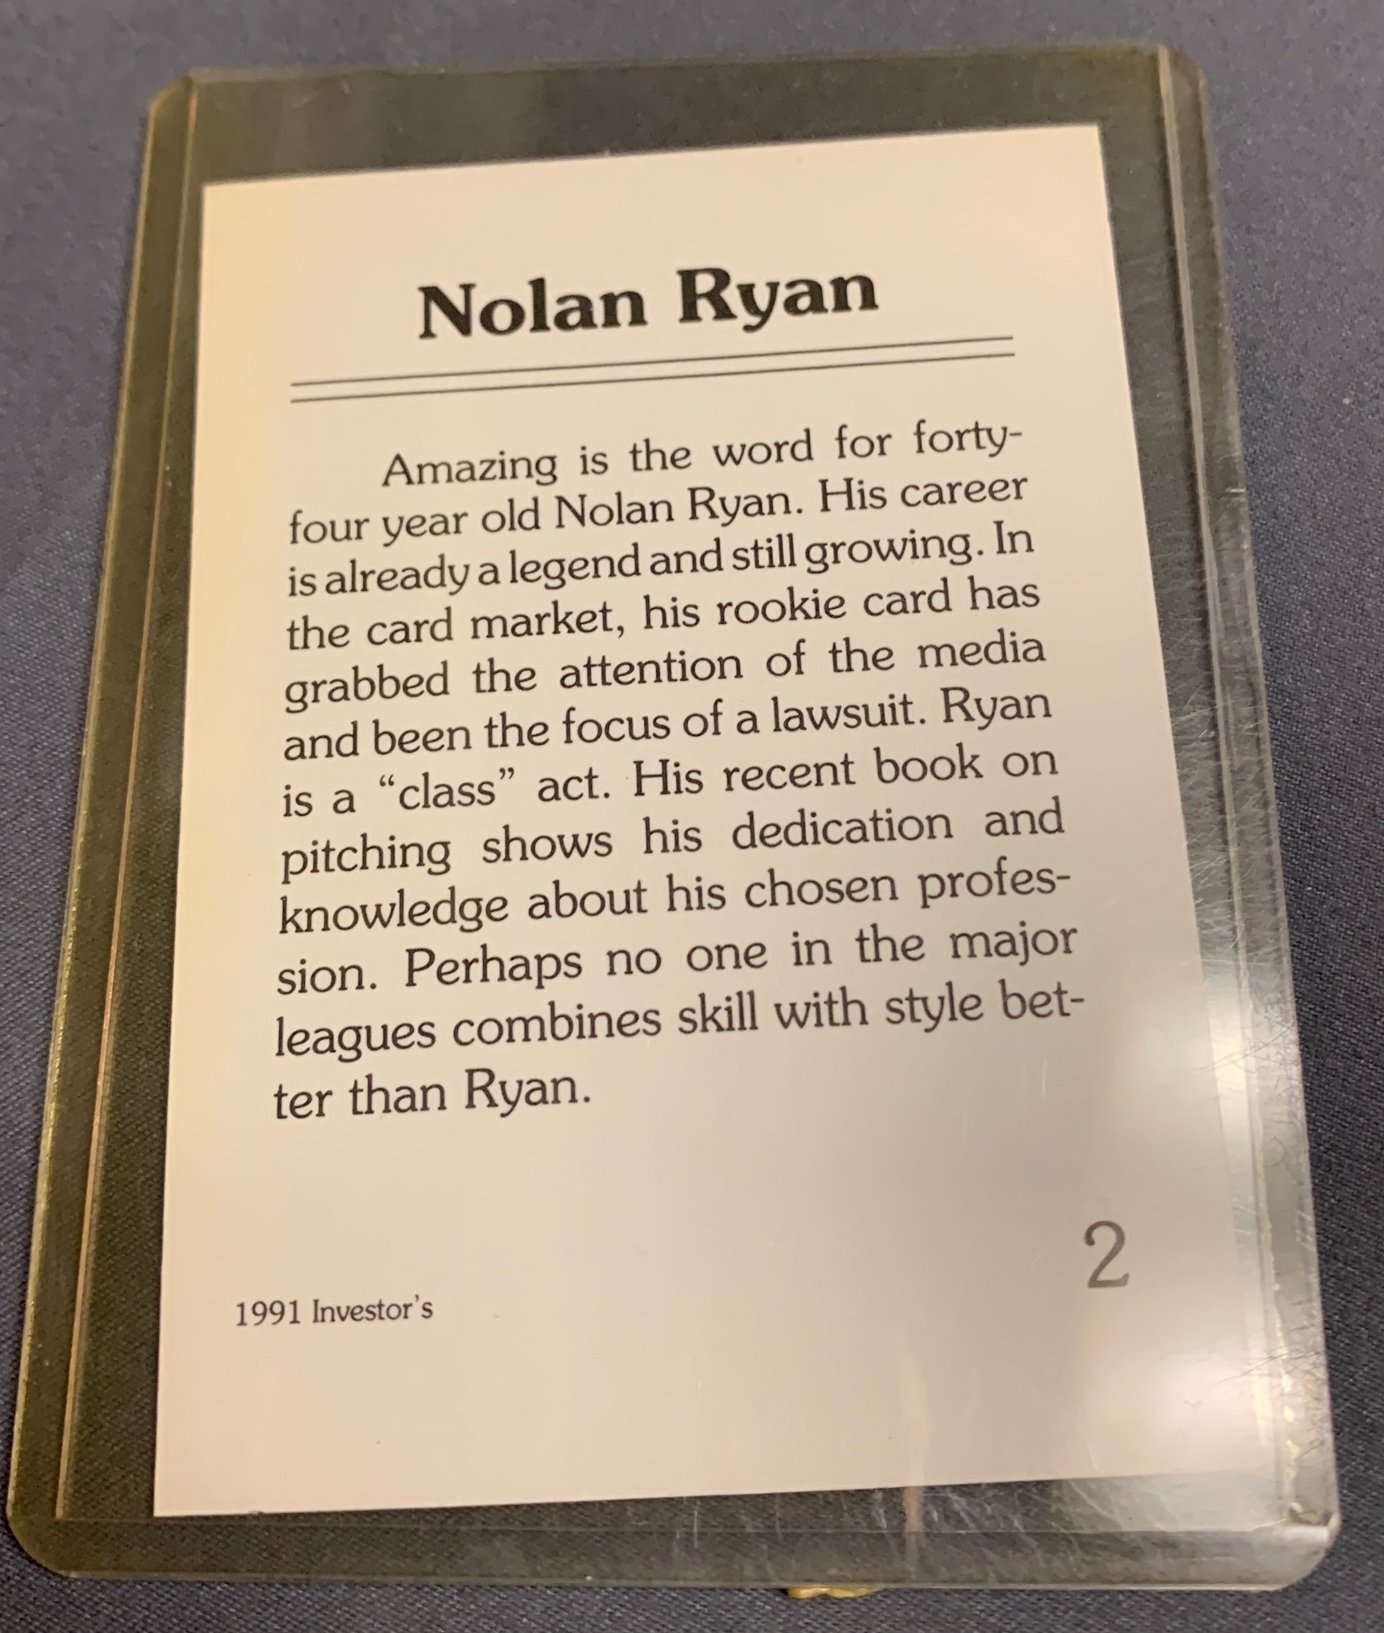 Nolan Ryan
Amazing is the word for forty-
four year old Nolan Ryan. His career
is already a legend and still growing. In
the card market, his rookie card has
grabbed the attention of the media
and been the focus of a lawsuit. Ryan
is a “class” act. His recent book on
pitching shows his dedication and
knowledge about his chosen profes-
sion. Perhaps no one in the major
leagues combines skill with style bet-
ter than Ryan.
2
1991 Investor's